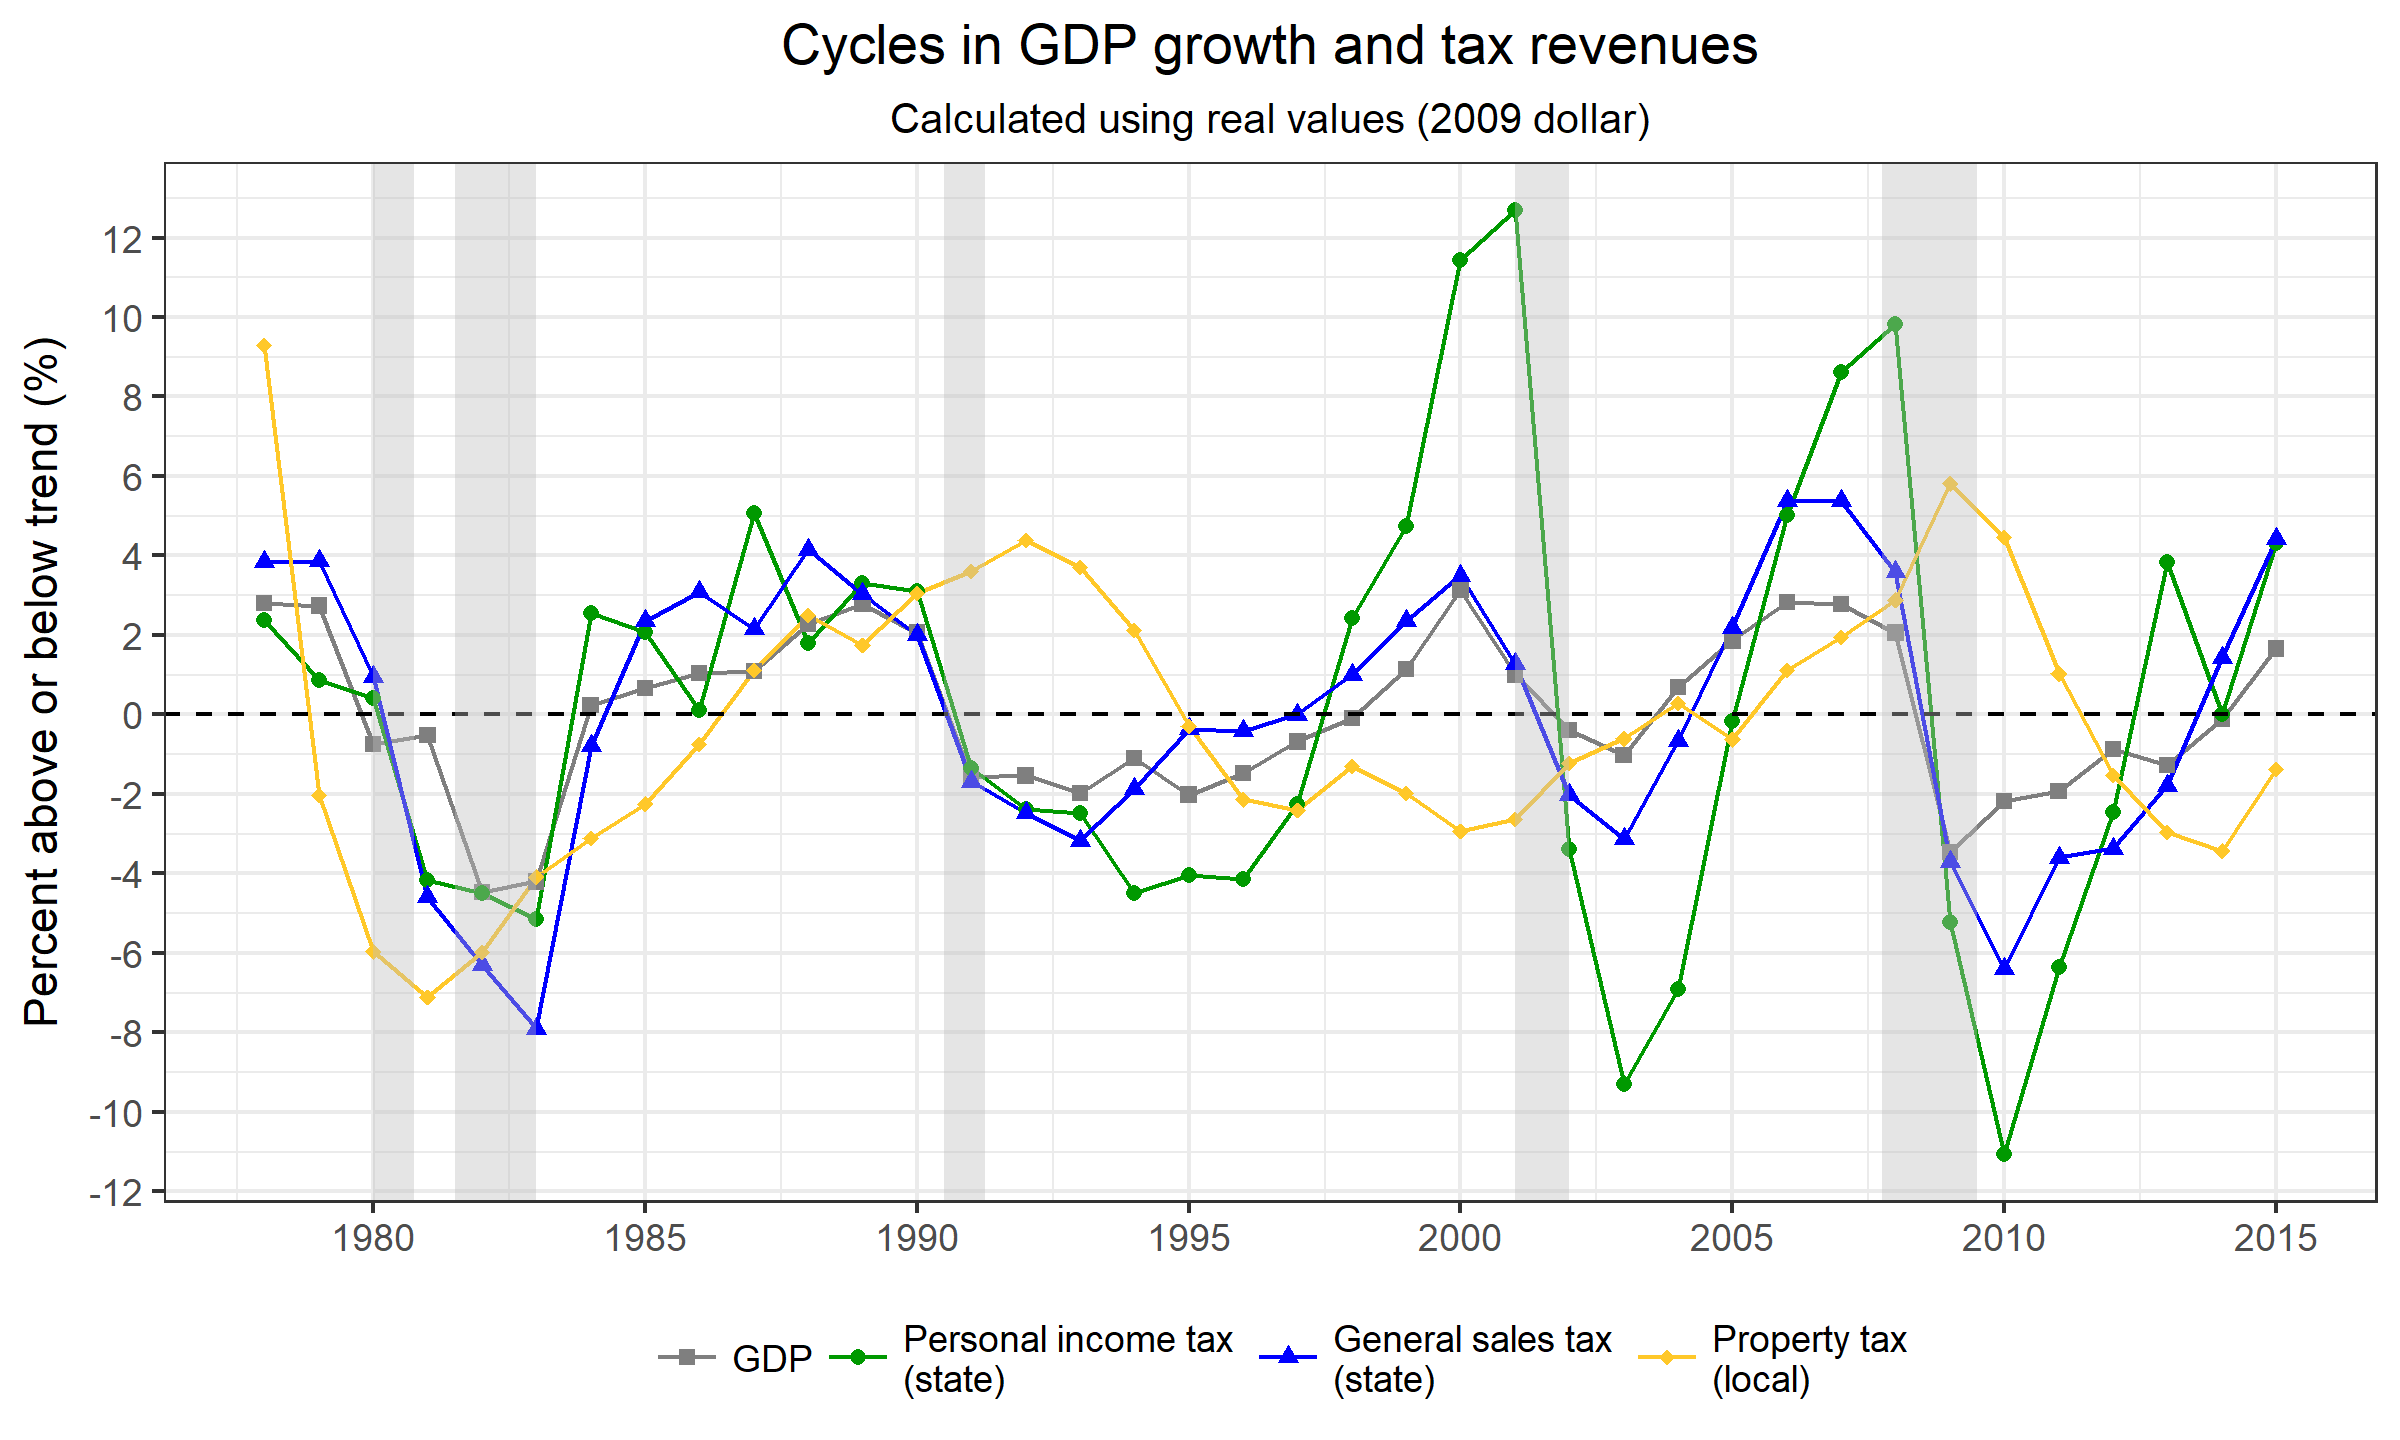 Cycles in GDP growth and tax revenues
Calculated using real values (2009 dollar)
Percent above or below trend (%)
12
10
8
6
4
2
0
-2
-4
-6
-8
-10
-12
1980 1985 1990 1995 2000 2005 2010 2015
GDP
Personal income tax
(state)
General sales tax
(state)
Property tax
(local)